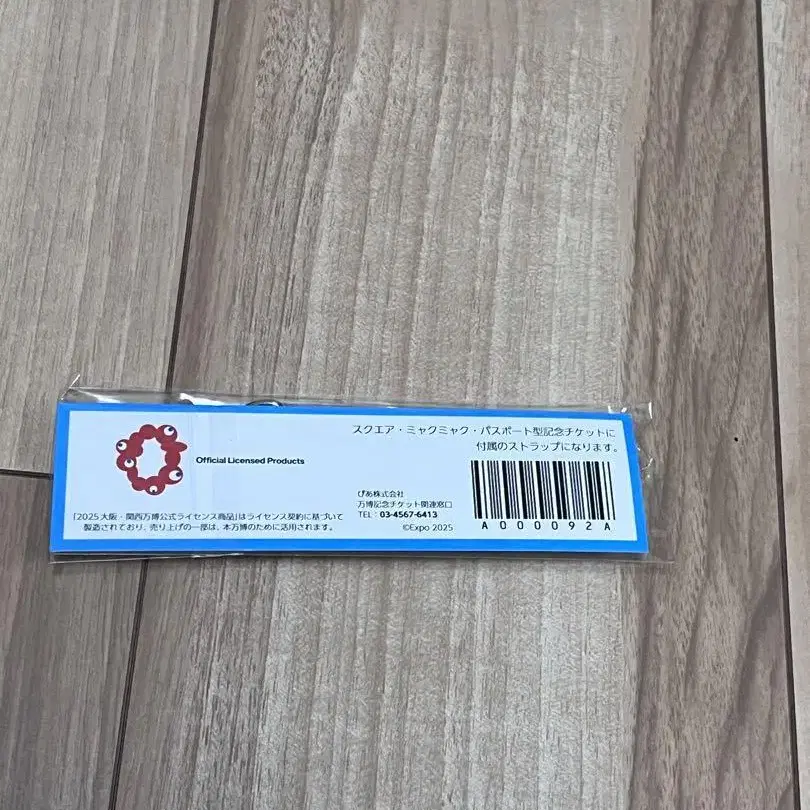 スクエア・ミャクミャク・パスポート型記念チケットに
付属のストラップになります。
Official Licensed Products
「2025大阪・関西万博公式ライセンス商品」はライセンス契約に基づいて
製造されており、売り上げの一部は、本万博のために活用されます。
ぴあ株式会社
万博記念チケット関連窓口
TEL：03-4567-6413
©Expo 2025
A000092A